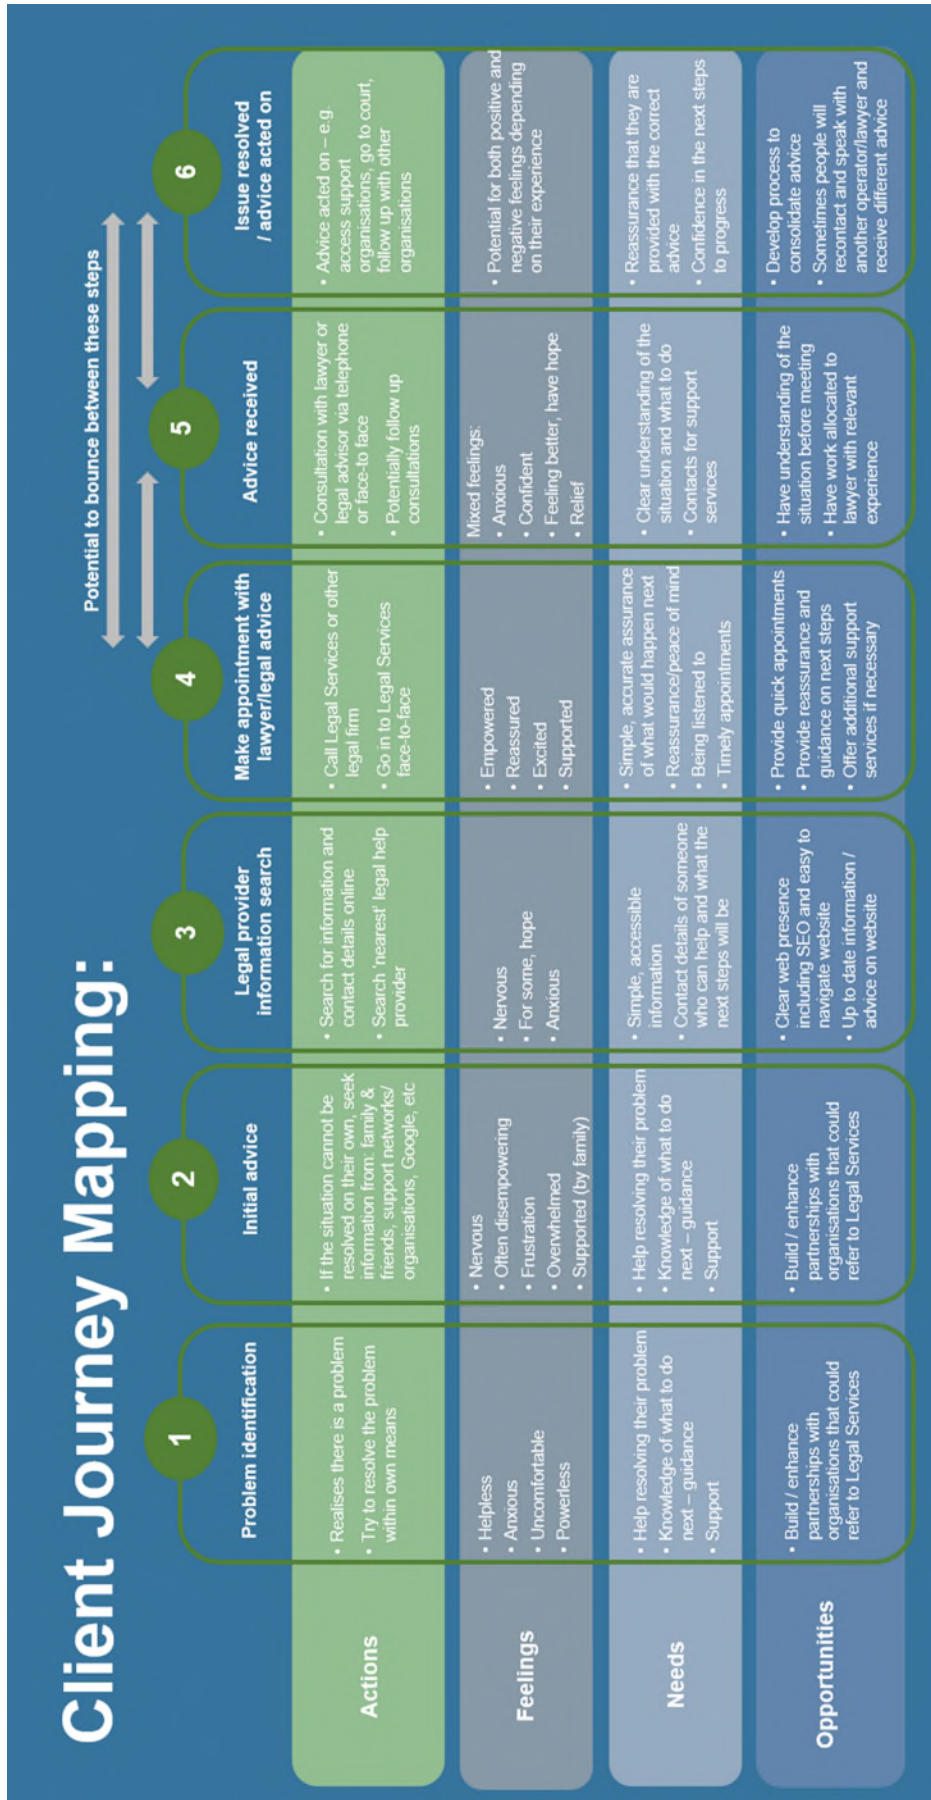 Client Journey Mapping:
Potential to bounce between these steps
1
2
3
4
5
6
Problem identification
Initial advice
Legal provider
information search
Make appointment with
lawyer/legal advice
Advice received
Issue resolved
/ advice acted on
Actions
• Realises there is a problem
• Try to resolve the problem
within own means
• If the situation cannot be
resolved on their own, seek
information from: family &
friends, support networks/
organisations, Google, etc
• Search for information and
contact details online
• Search 'nearest' legal help
provider
• Call Legal Services or other
legal firm
• Go in to Legal Services
face-to-face
• Consultation with lawyer or
legal advisor via telephone
or face-to face
• Potentially follow up
consultations
• Advice acted on – e.g.
access support
organisations, go to court,
follow up with other
organisations
Feelings
• Helpless
• Anxious
• Uncomfortable
• Powerless
• Nervous
• Often disempowering
• Frustration
• Overwhelmed
• Supported (by family)
• Nervous
• For some, hope
• Anxious
• Empowered
• Reassured
• Excited
• Supported
Mixed feelings:
• Anxious
• Confident
• Feeling better, have hope
• Relief
• Potential for both positive and
negative feelings depending
on their experience
Needs
• Help resolving their problem
• Knowledge of what to do
next – guidance
• Support
• Help resolving their problem
• Knowledge of what to do
next – guidance
• Support
• Simple, accessible
information
• Contact details of someone
who can help and what the
next steps will be
• Simple, accurate assurance
of what would happen next
• Reassurance/peace of mind
• Being listened to
• Timely appointments
• Clear understanding of the
situation and what to do
• Contacts for support
services
• Reassurance that they are
provided with the correct
advice
• Confidence in the next steps
to progress
Opportunities
• Build / enhance
partnerships with
organisations that could
refer to Legal Services
• Build / enhance
partnerships with
organisations that could
refer to Legal Services
• Clear web presence
including SEO and easy to
navigate website
• Up to date information /
advice on website
• Provide quick appointments
• Provide reassurance and
guidance on next steps
• Offer additional support
services if necessary
• Have understanding of the
situation before meeting
• Have work allocated to
lawyer with relevant
experience
• Develop process to
consolidate advice
• Sometimes people will
recontact and speak with
another operator/lawyer and
receive different advice